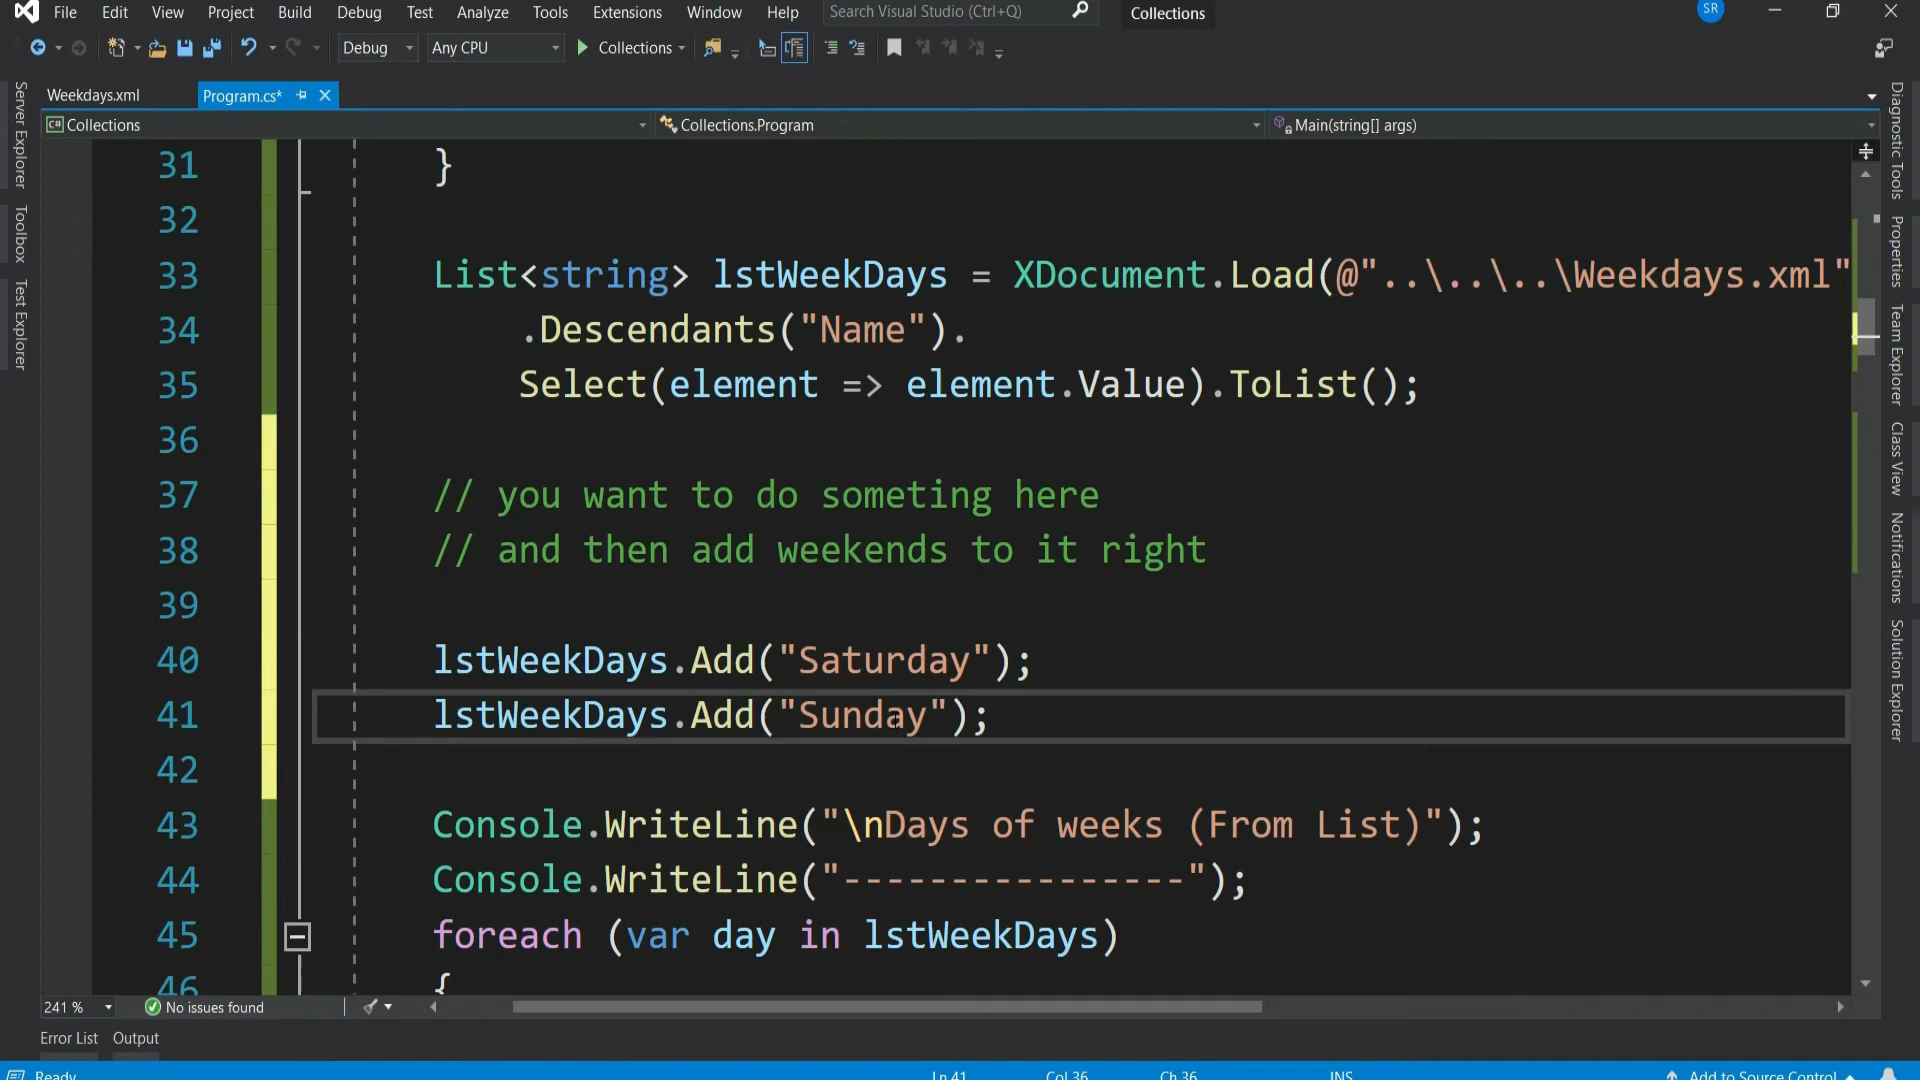 File Edit View Project Build Debug Test Analyze Tools Extensions Window Help Search Visual Studio (Ctrl+Q) Collections SR
Debug Any CPU Collections
Weekdays.xml Program.cs*
Collections Collections.Program Main(string[] args)
31 }
32
33 List<string> lstWeekDays = XDocument.Load(@"..\..\..\Weekdays.xml"
34 .Descendants("Name").
35 Select(element => element.Value).ToList();
36
37 // you want to do someting here
38 // and then add weekends to it right
39
40 lstWeekDays.Add("Saturday");
41 lstWeekDays.Add("Sunday");
42
43 Console.WriteLine("\nDays of weeks (From List)");
44 Console.WriteLine("----------------");
45 foreach (var day in lstWeekDays)
46 {
241 % No issues found
Error List Output
Ready Ln 41 Col 36 Ch 36 INS Add to Source Control
Server Explorer
Toolbox
Test Explorer
Diagnostic Tools
Properties
Team Explorer
Class View
Notifications
Solution Explorer